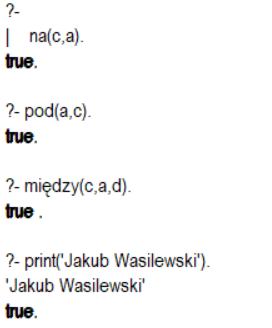 ?-
|    na(c,a).
true.
?- pod(a,c).
true.
?- między(c,a,d).
true .
?- print('Jakub Wasilewski').
'Jakub Wasilewski'
true.